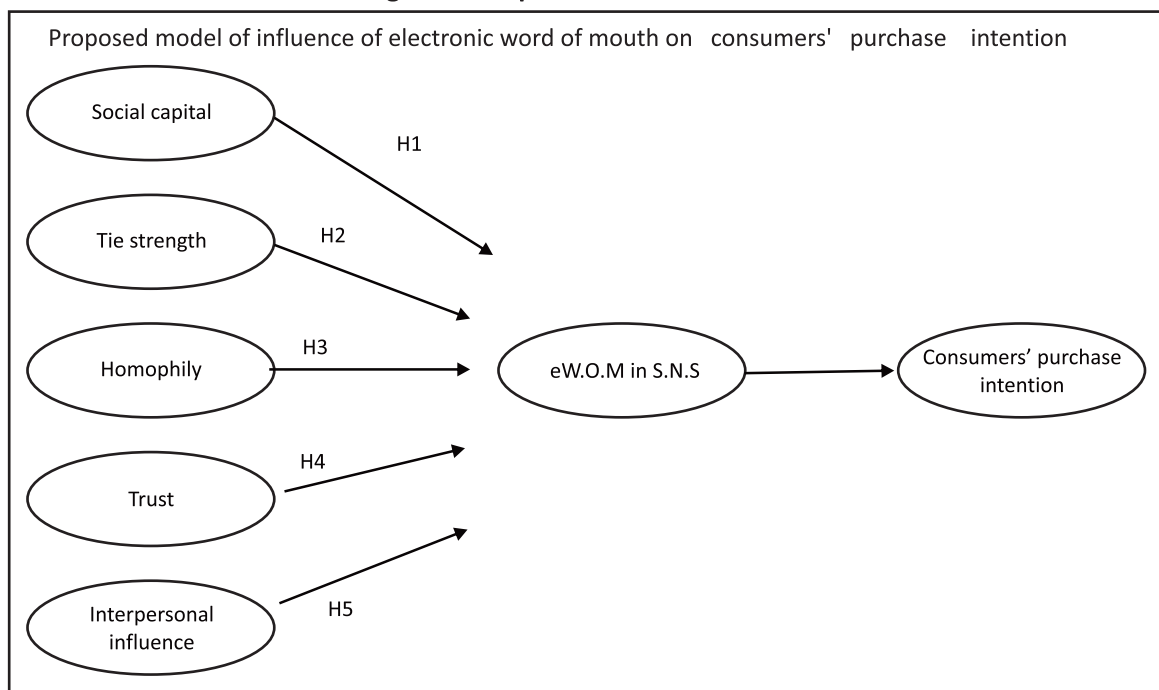 Proposed model of influence of electronic word of mouth on consumers' purchase intention
Social capital
H1
Tie strength
H2
Homophily
H3
eW.O.M in S.N.S
Consumers’ purchase
intention
Trust
H4
Interpersonal
influence
H5